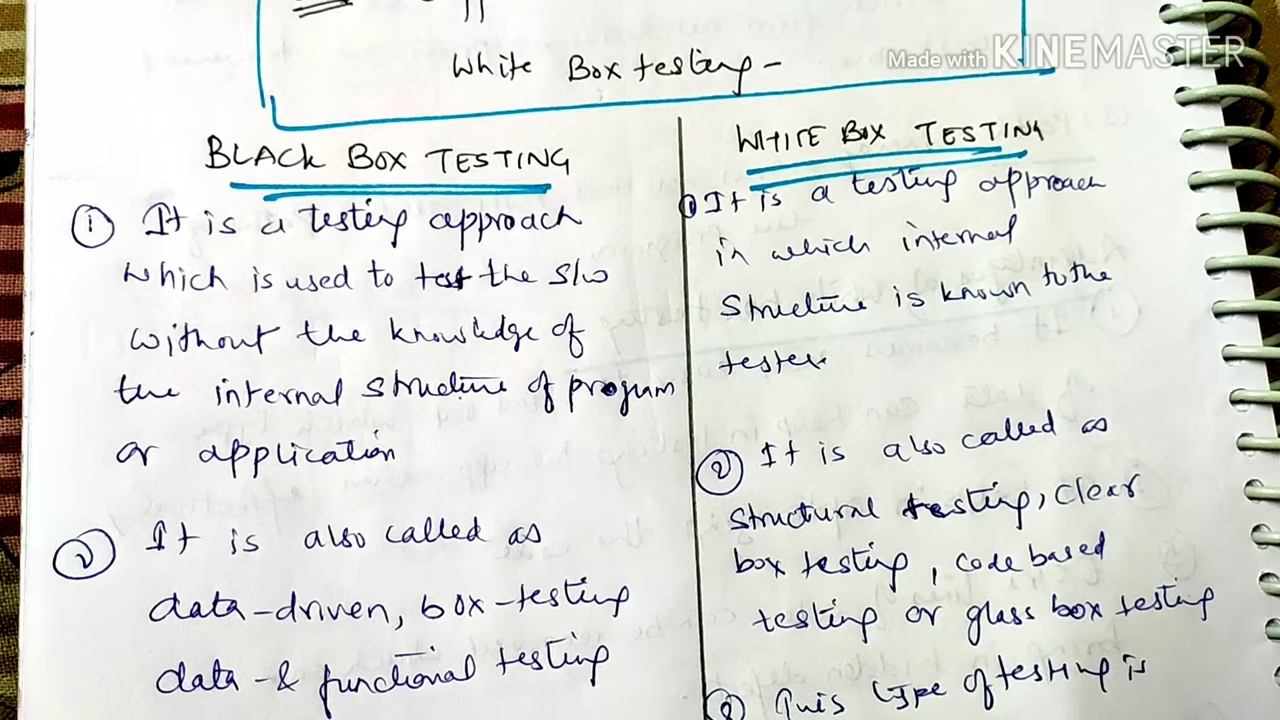 White Box testing -
Made with KINEMASTER
BLACK BOX TESTING
① It is a testing approach
which is used to test the S/w
without the knowledge of
the internal structure of program
or application
② It is also called as
data-driven, box-testing
data - & functional testing
WHITE BOX TESTING
① It is a testing approach
in which internal
structure is known to the
tester.
② It is also called as
structural testing, clear
box testing, code based
testing or glass box testing
This type of testing is